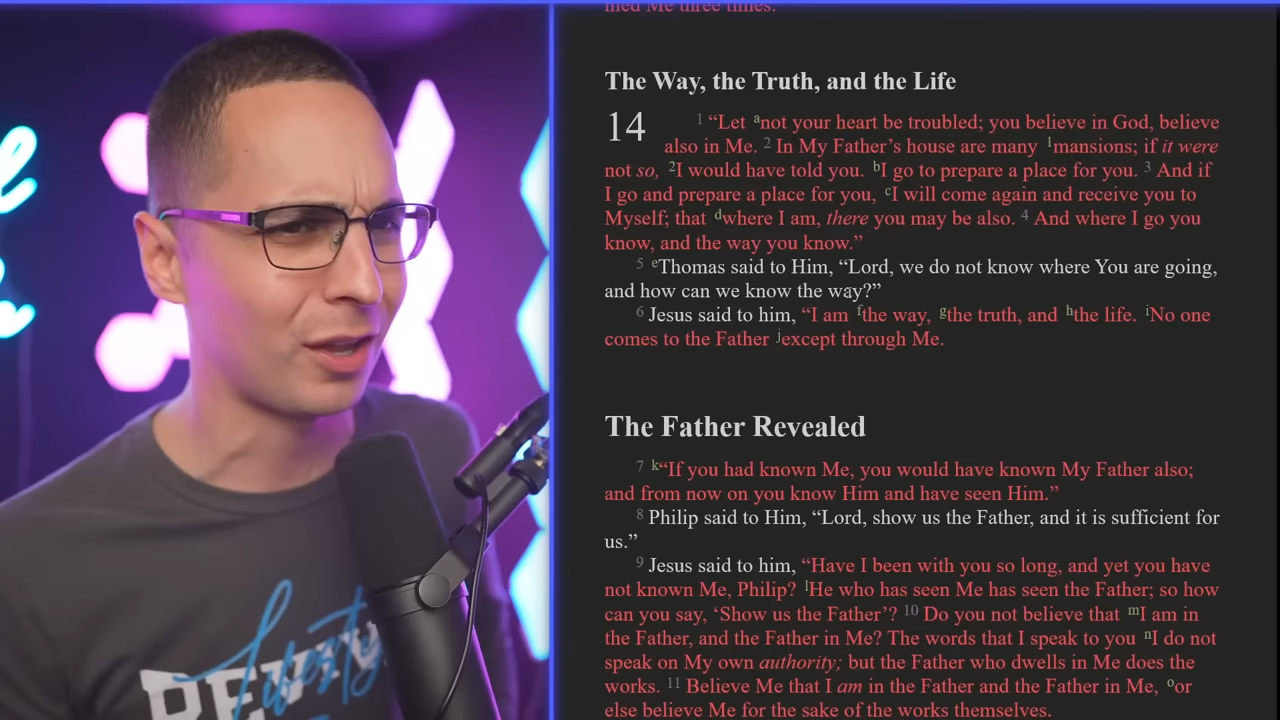 med Me three times.
The Way, the Truth, and the Life
14 1 “Let a not your heart be troubled; you believe in God, believe
also in Me. 2 In My Father’s house are many 1 mansions; if it were
not so, 2 I would have told you. b I go to prepare a place for you. 3 And if
I go and prepare a place for you, c I will come again and receive you to
Myself; that d where I am, there you may be also. 4 And where I go you
know, and the way you know.”
5 e Thomas said to Him, “Lord, we do not know where You are going,
and how can we know the way?”
6 Jesus said to him, “I am f the way, g the truth, and h the life. i No one
comes to the Father j except through Me.
The Father Revealed
7 k “If you had known Me, you would have known My Father also;
and from now on you know Him and have seen Him.”
8 Philip said to Him, “Lord, show us the Father, and it is sufficient for
us.”
9 Jesus said to him, “Have I been with you so long, and yet you have
not known Me, Philip? l He who has seen Me has seen the Father; so how
can you say, ‘Show us the Father’? 10 Do you not believe that m I am in
the Father, and the Father in Me? The words that I speak to you n I do not
speak on My own authority; but the Father who dwells in Me does the
works. 11 Believe Me that I am in the Father and the Father in Me, o or
else believe Me for the sake of the works themselves.
Lifestyle